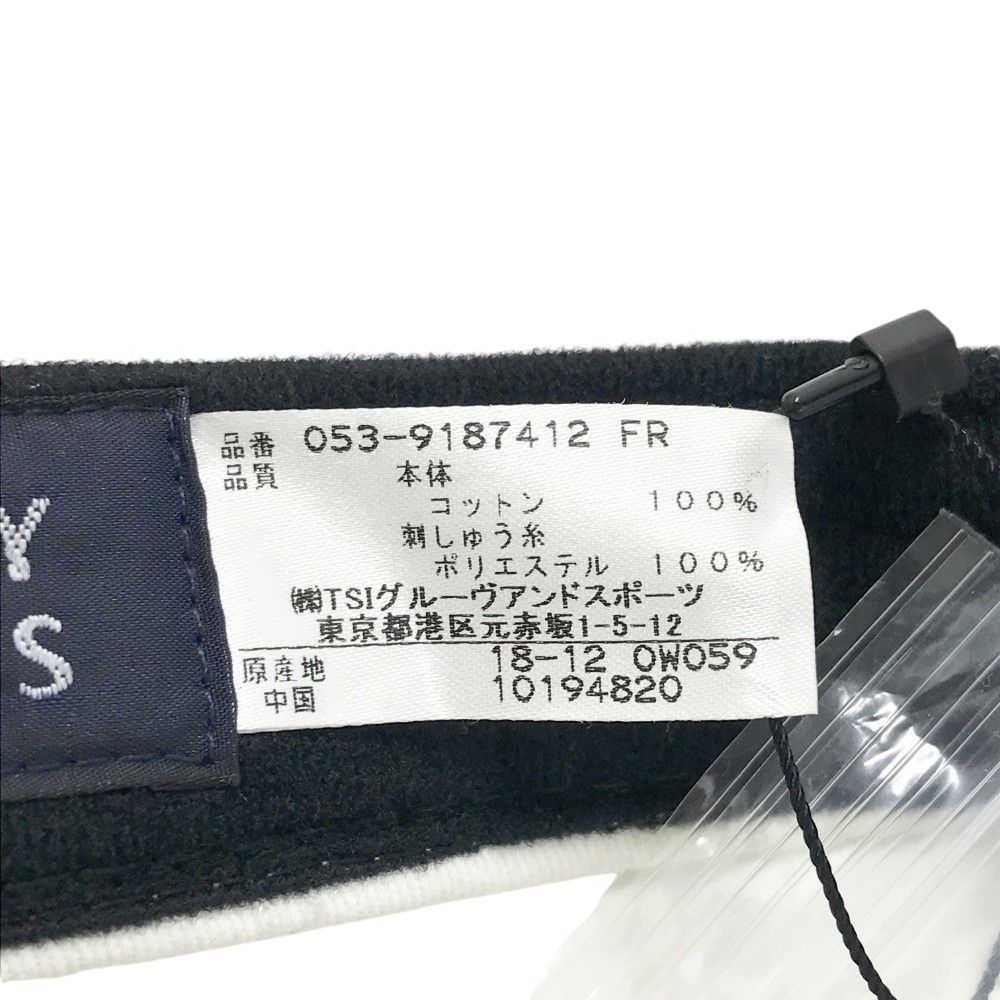 Y
S
品番 053-9187412 FR
品質 本体
コットン 100%
刺しゅう糸
ポリエステル 100%
㈱TSIグルーヴアンドスポーツ
東京都港区元赤坂1-5-12
原産地 18-12 0W059
中国 10194820